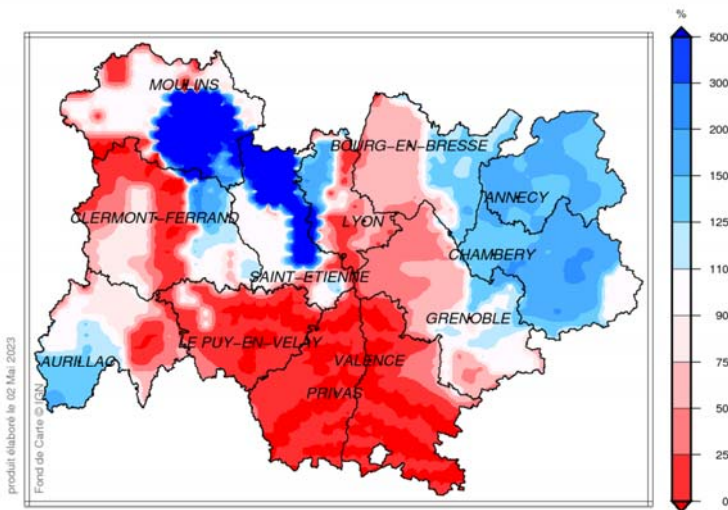 %
500
300
200
150
125
110
90
75
50
25
0
MOULINS
BOURG-EN-BRESSE
ANNECY
CLERMONT-FERRAND
LYON
CHAMBERY
SAINT-ETIENNE
GRENOBLE
LE PUY-EN-VELAY
VALENCE
AURILLAC
PRIVAS
produit élaboré le 02 Mai 2023
Fond de Carte © IGN